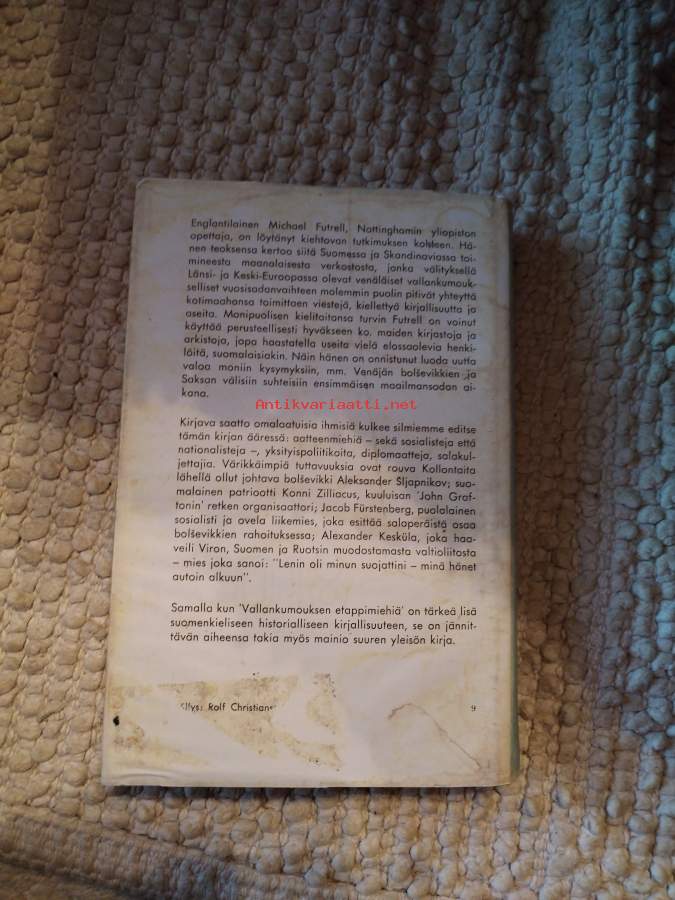 Englantilainen Michael Futrell, Nottinghamin yliopiston
opettaja, on löytänyt kiehtovan tutkimuksen kohteen. Hä-
nen teoksensa kertoo siitä Suomessa ja Skandinaviassa toi-
mineesta maanalaisesta verkostosta, jonka välityksellä
Länsi- ja Keski-Euroopassa olevat venäläiset vallankumouk-
selliset vuosisadanvaihteen molemmin puolin pitivät yhteyttä
kotimaahansa toimittaen viestejä, kiellettyä kirjallisuutta ja
aseita. Monipuolisen kielitaitonsa turvin Futrell on voinut
käyttää perusteellisesti hyväkseen ko. maiden kirjastoja ja
arkistoja, jopa haastatella useita vielä elossaolevia henki-
löitä, suomalaisiakin. Näin hänen on onnistunut luoda uutta
valoa moniin kysymyksiin, mm. Venäjän bolševikkien ja
Saksan välisiin suhteisiin ensimmäisen maailmansodan ai-
kana.
Antikvariaatti.net
Kirjava saatto omalaatuisia ihmisiä kulkee silmiemme editse
tämän kirjan ääressä: aatteenmiehiä – sekä sosialisteja että
nationalisteja –, yksityispoliitikoita, diplomaatteja, salakul-
jettajia. Värikkäimpiä tuttavuuksia ovat rouva Kollontaita
lähellä ollut johtava bolševikki Aleksander Šljapnikov; suo-
malainen patriootti Konni Zilliacus, kuuluisan 'John Graf-
tonin' retken organisaattori; Jacob Fürstenberg, puolalainen
sosialisti ja ovela liikemies, joka esittää saloperäistä osaa
bolševikkien rahoituksessa; Alexander Kesküla, joka haa-
veili Viron, Suomen ja Ruotsin muodostamasta valtioliitosta
– mies joka sanoi: "Lenin oli minun suojattini – minä hänet
autoin alkuun".
Samalla kun 'Vallankumouksen etappimiehiä' on tärkeä lisä
suomenkieliseen historialliseen kirjallisuuteen, se on jännit-
tävän aiheensa takia myös mainio suuren yleisön kirja.
llys: Rolf Christian 9